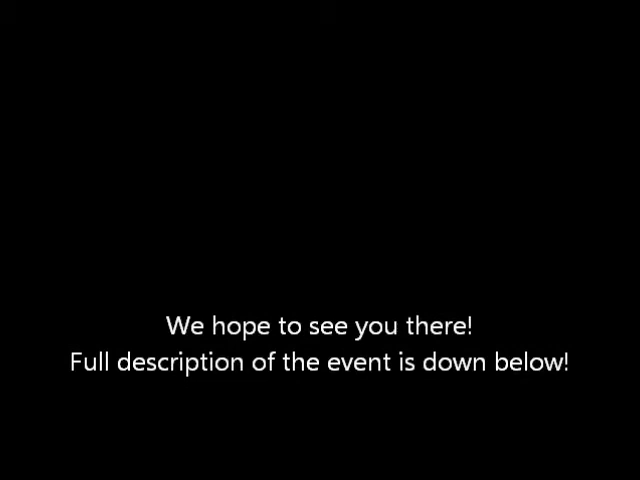 We hope to see you there!
Full description of the event is down below!